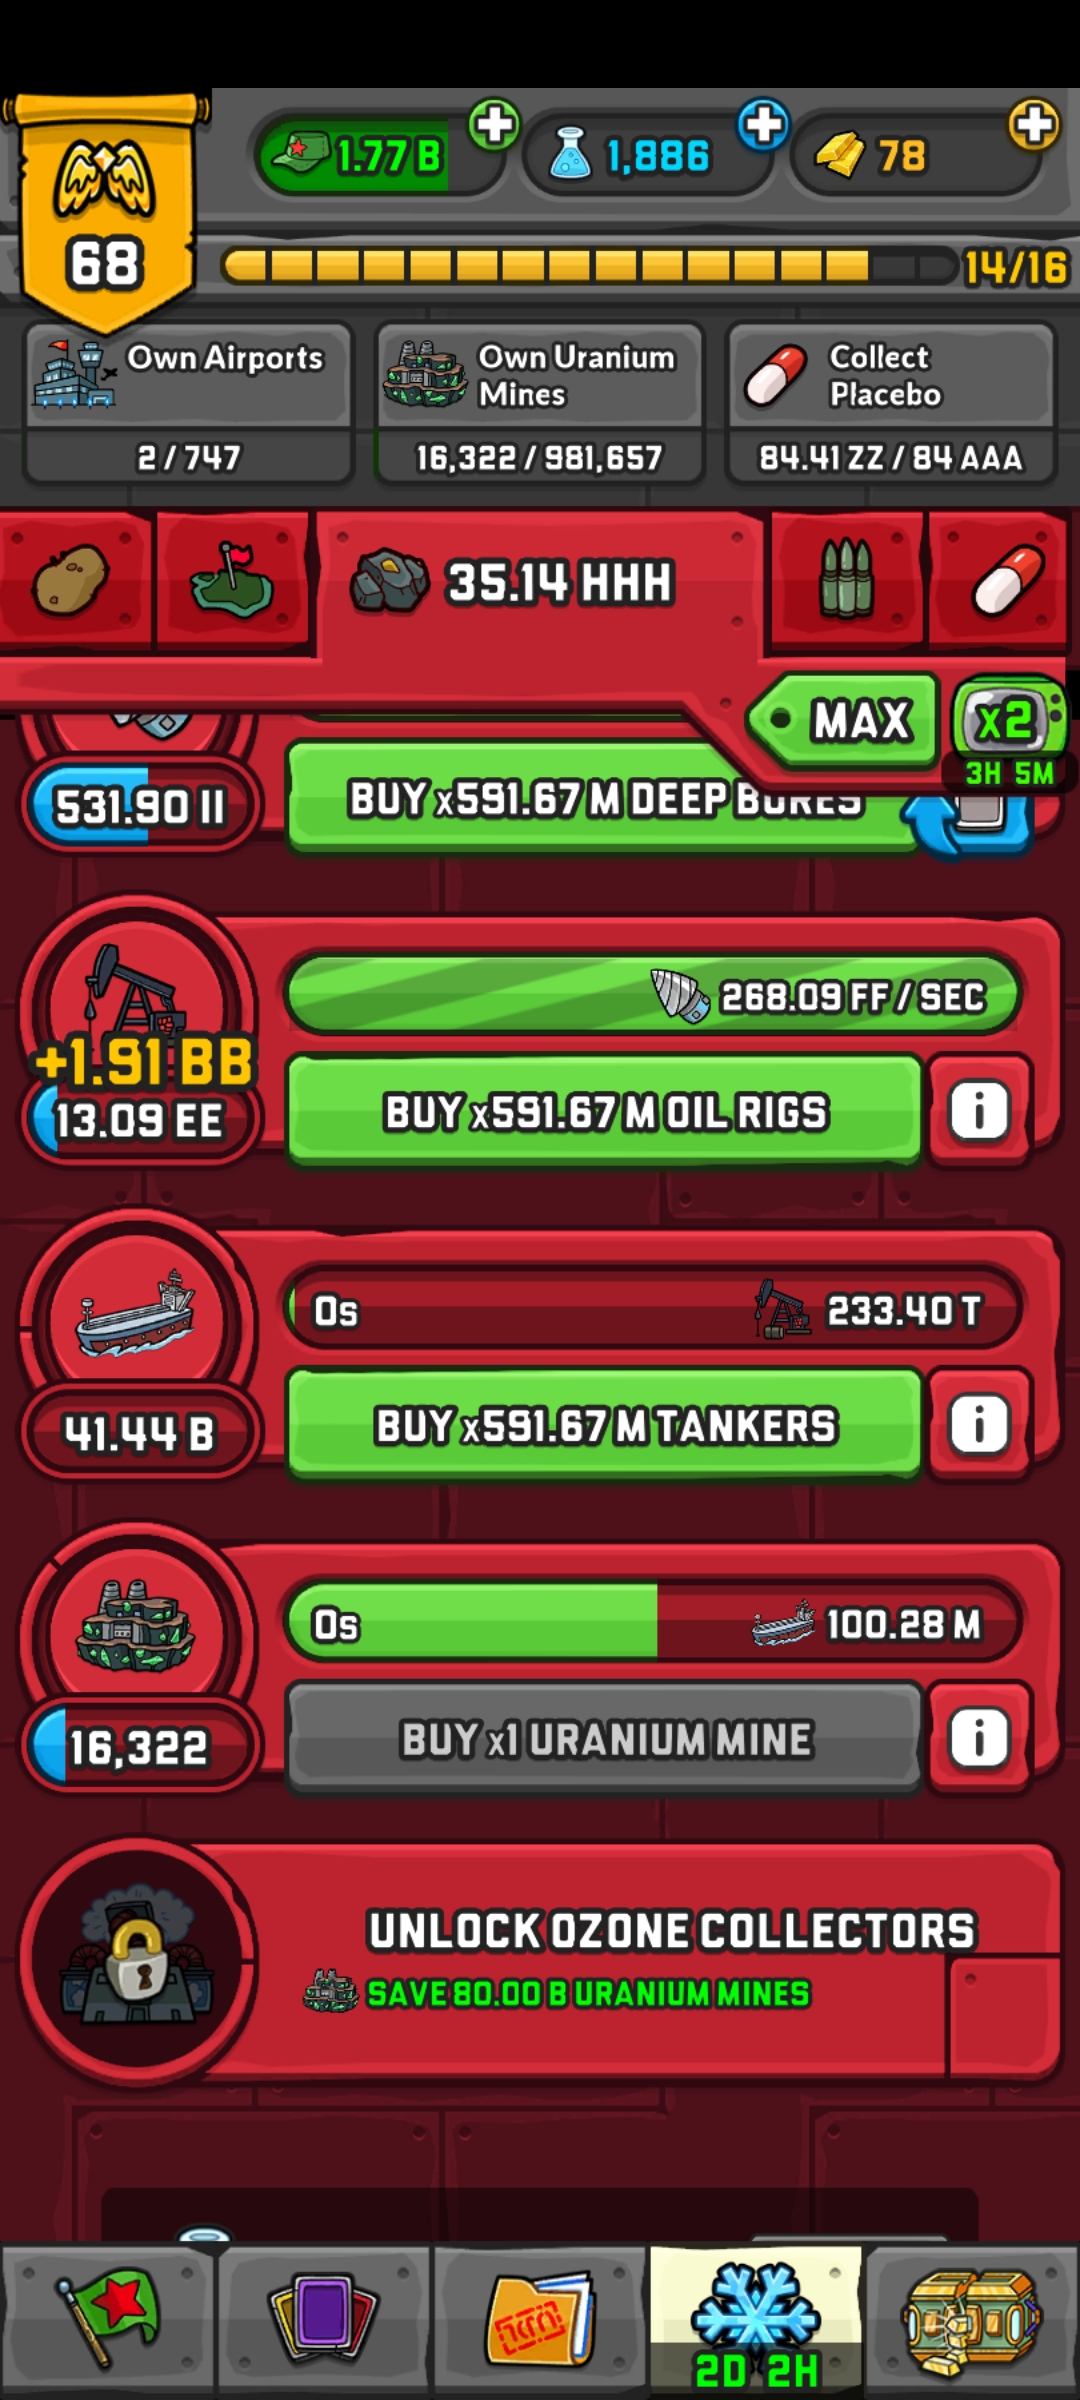 1.77 B
1,886
78
68
14/16
Own Airports
2 / 747
Own Uranium
Mines
16,322 / 981,657
Collect
Placebo
84.41 ZZ / 84 AAA
35.14 HHH
MAX
x2
3H 5M
531.90 II
BUY x591.67 M DEEP BORES
268.09 FF / SEC
+1.91 BB
13.09 EE
BUY x591.67 M OIL RIGS
i
0s
233.40 T
41.44 B
BUY x591.67 M TANKERS
i
0s
100.28 M
16,322
BUY x1 URANIUM MINE
i
UNLOCK OZONE COLLECTORS
SAVE 80.00 B URANIUM MINES
2D 2H